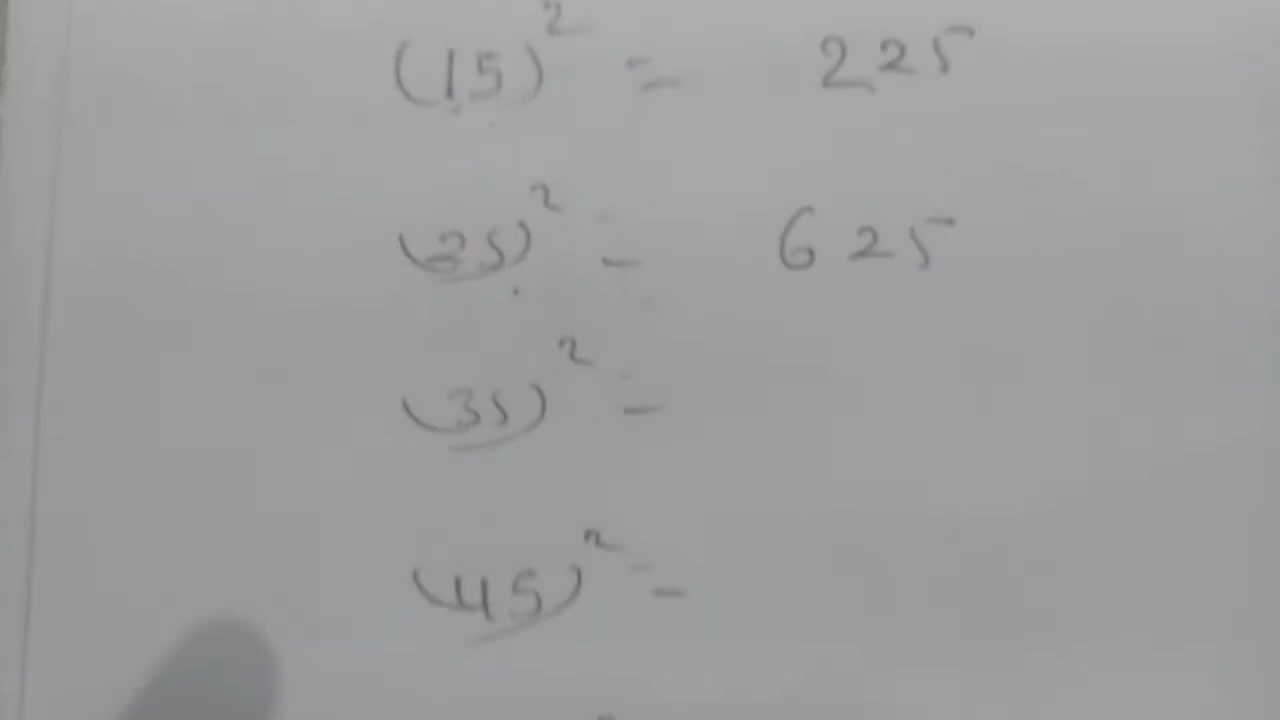 (15)² = 225
(25)² = 625
(35)² =
(45)² =